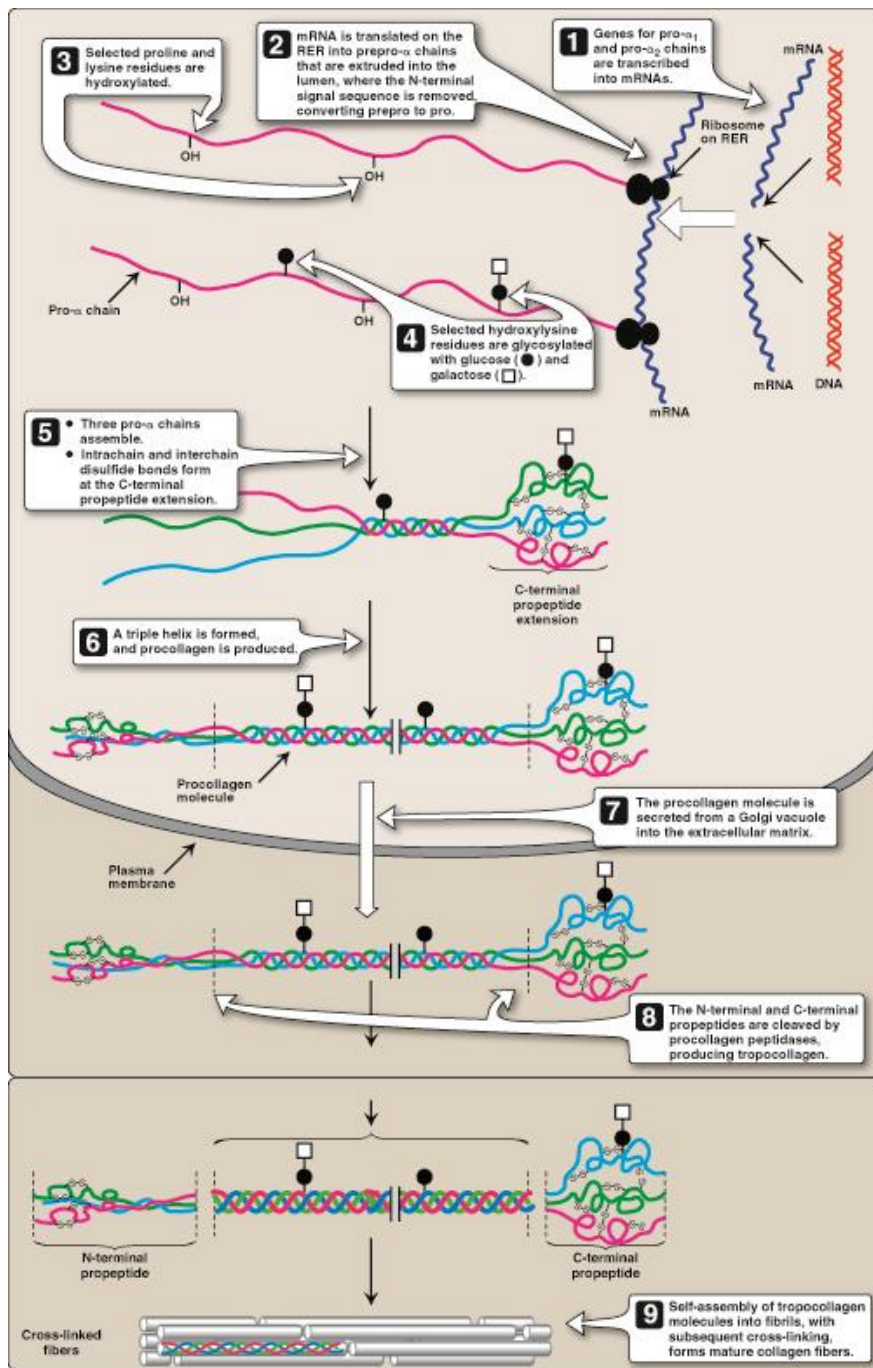 1 Genes for pro-α1
and pro-α2 chains
are transcribed
into mRNAs.
mRNA
2 mRNA is translated on the
RER into prepro-α chains
that are extruded into the
lumen, where the N-terminal
signal sequence is removed,
converting prepro to pro.
3 Selected proline and
lysine residues are
hydroxylated.
Ribosome
on RER
OH
OH
Pro-α chain
OH
OH
4 Selected hydroxylysine
residues are glycosylated
with glucose ( ● ) and
galactose ( □ ).
mRNA
mRNA
DNA
5 • Three pro-α chains
assemble.
• Intrachain and interchain
disulfide bonds form
at the C-terminal
propeptide extension.
C-terminal
propeptide
extension
6 A triple helix is formed,
and procollagen is produced.
Procollagen
molecule
7 The procollagen molecule is
secreted from a Golgi vacuole
into the extracellular matrix.
Plasma
membrane
8 The N-terminal and C-terminal
propeptides are cleaved by
procollagen peptidases,
producing tropocollagen.
N-terminal
propeptide
C-terminal
propeptide
Cross-linked
fibers
9 Self-assembly of tropocollagen
molecules into fibrils, with
subsequent cross-linking,
forms mature collagen fibers.